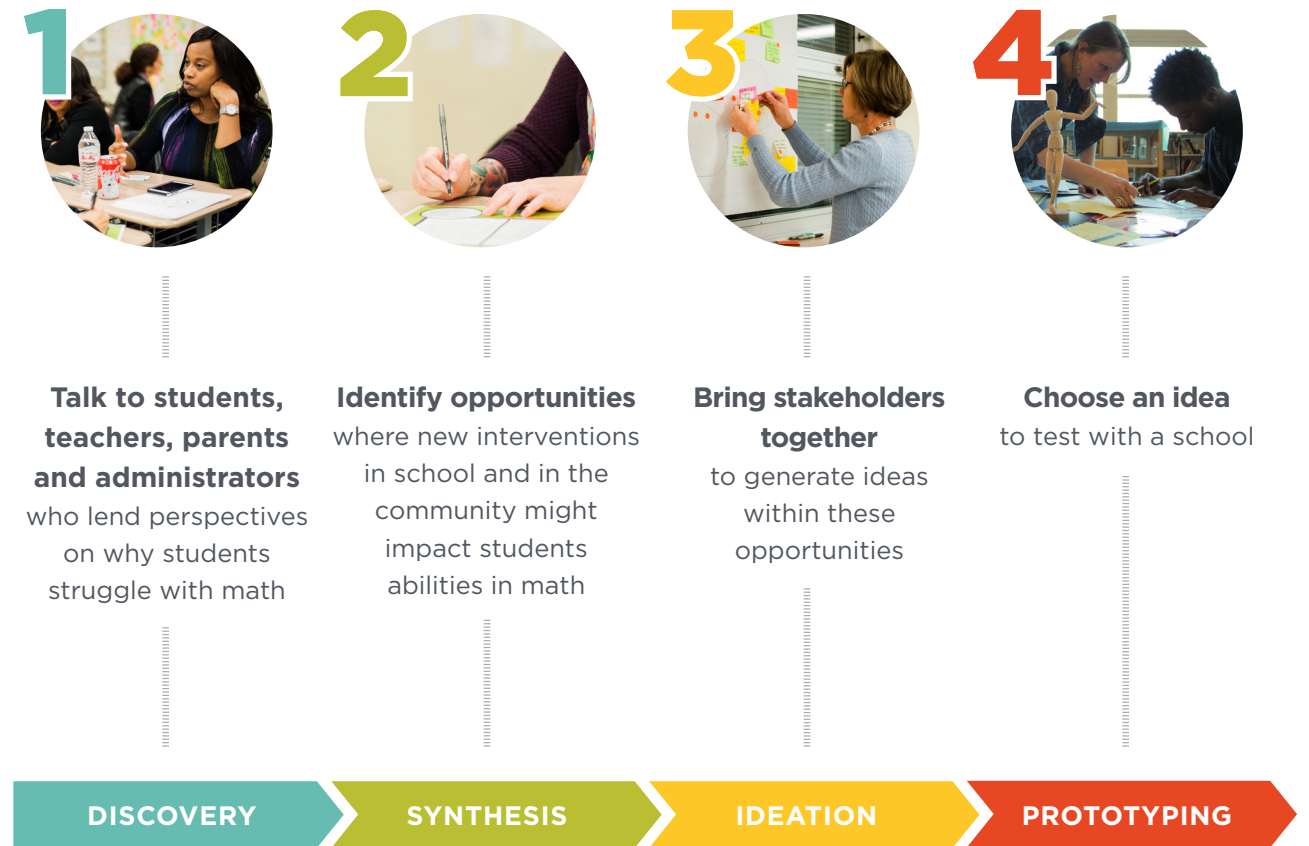 1
Talk to students,
teachers, parents
and administrators
who lend perspectives
on why students
struggle with math
2
Identify opportunities
where new interventions
in school and in the
community might
impact students
abilities in math
3
Bring stakeholders
together
to generate ideas
within these
opportunities
4
Choose an idea
to test with a school
DISCOVERY
SYNTHESIS
IDEATION
PROTOTYPING